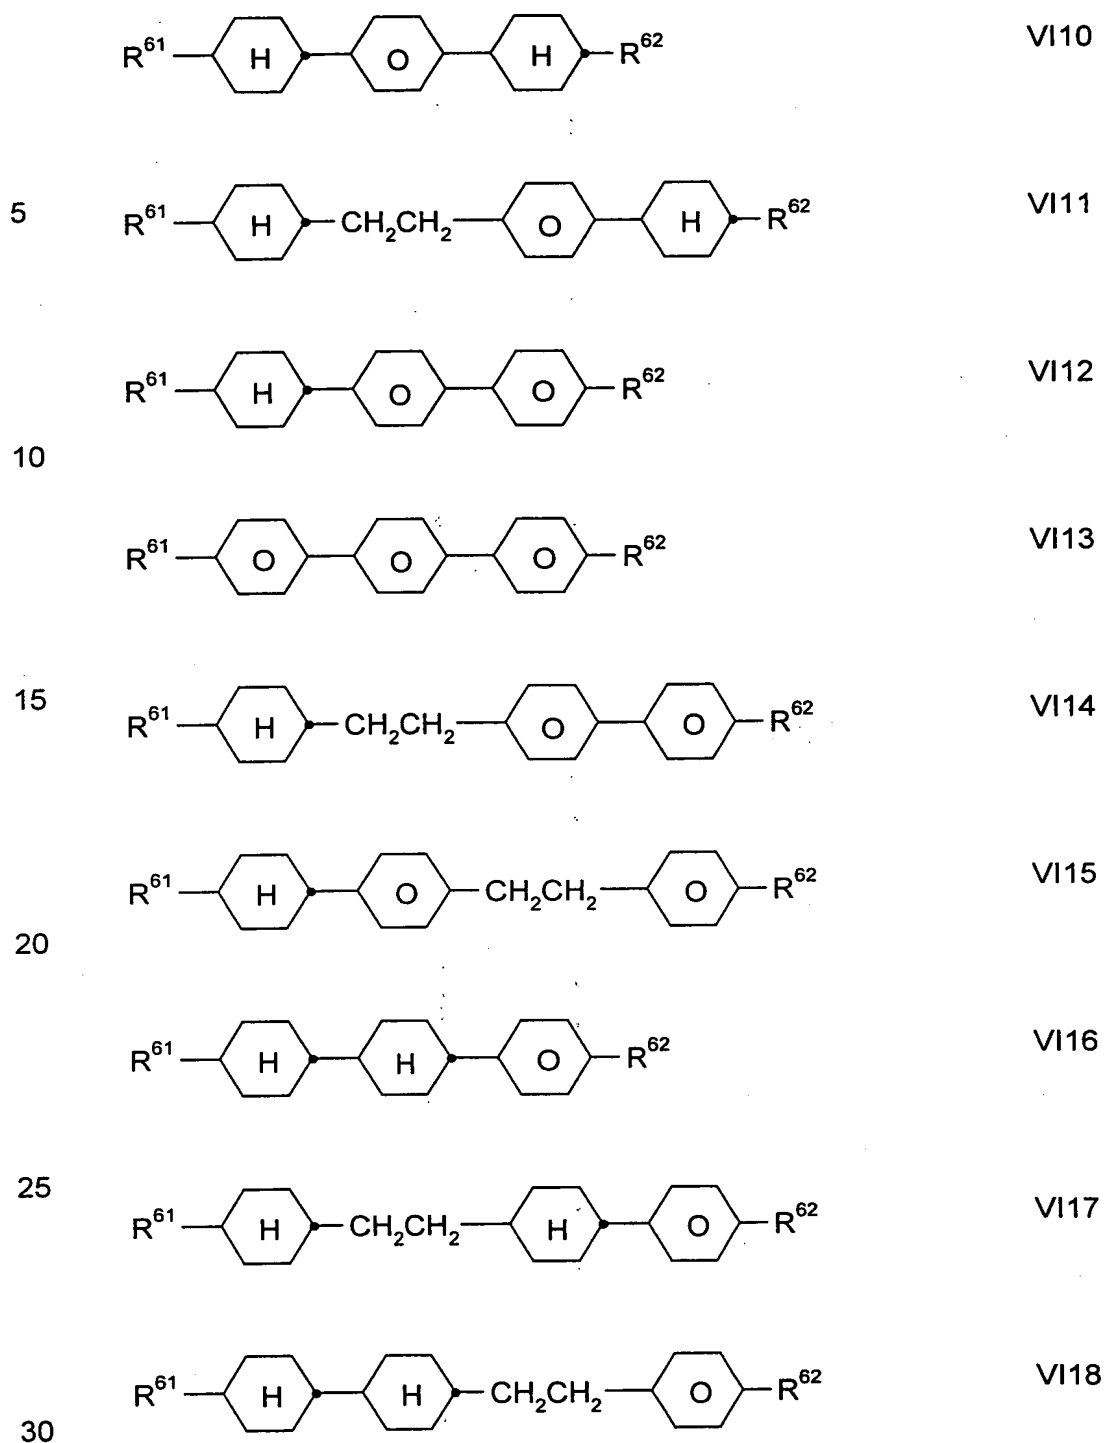 R⁶¹ H O H R⁶² VI10
5 R⁶¹ H CH₂CH₂ O H R⁶² VI11
R⁶¹ H O O R⁶² VI12
10
R⁶¹ O O O R⁶² VI13
15 R⁶¹ H CH₂CH₂ O O R⁶² VI14
R⁶¹ H O CH₂CH₂ O R⁶² VI15
20
R⁶¹ H H O R⁶² VI16
25
R⁶¹ H CH₂CH₂ H O R⁶² VI17
R⁶¹ H H CH₂CH₂ O R⁶² VI18
30